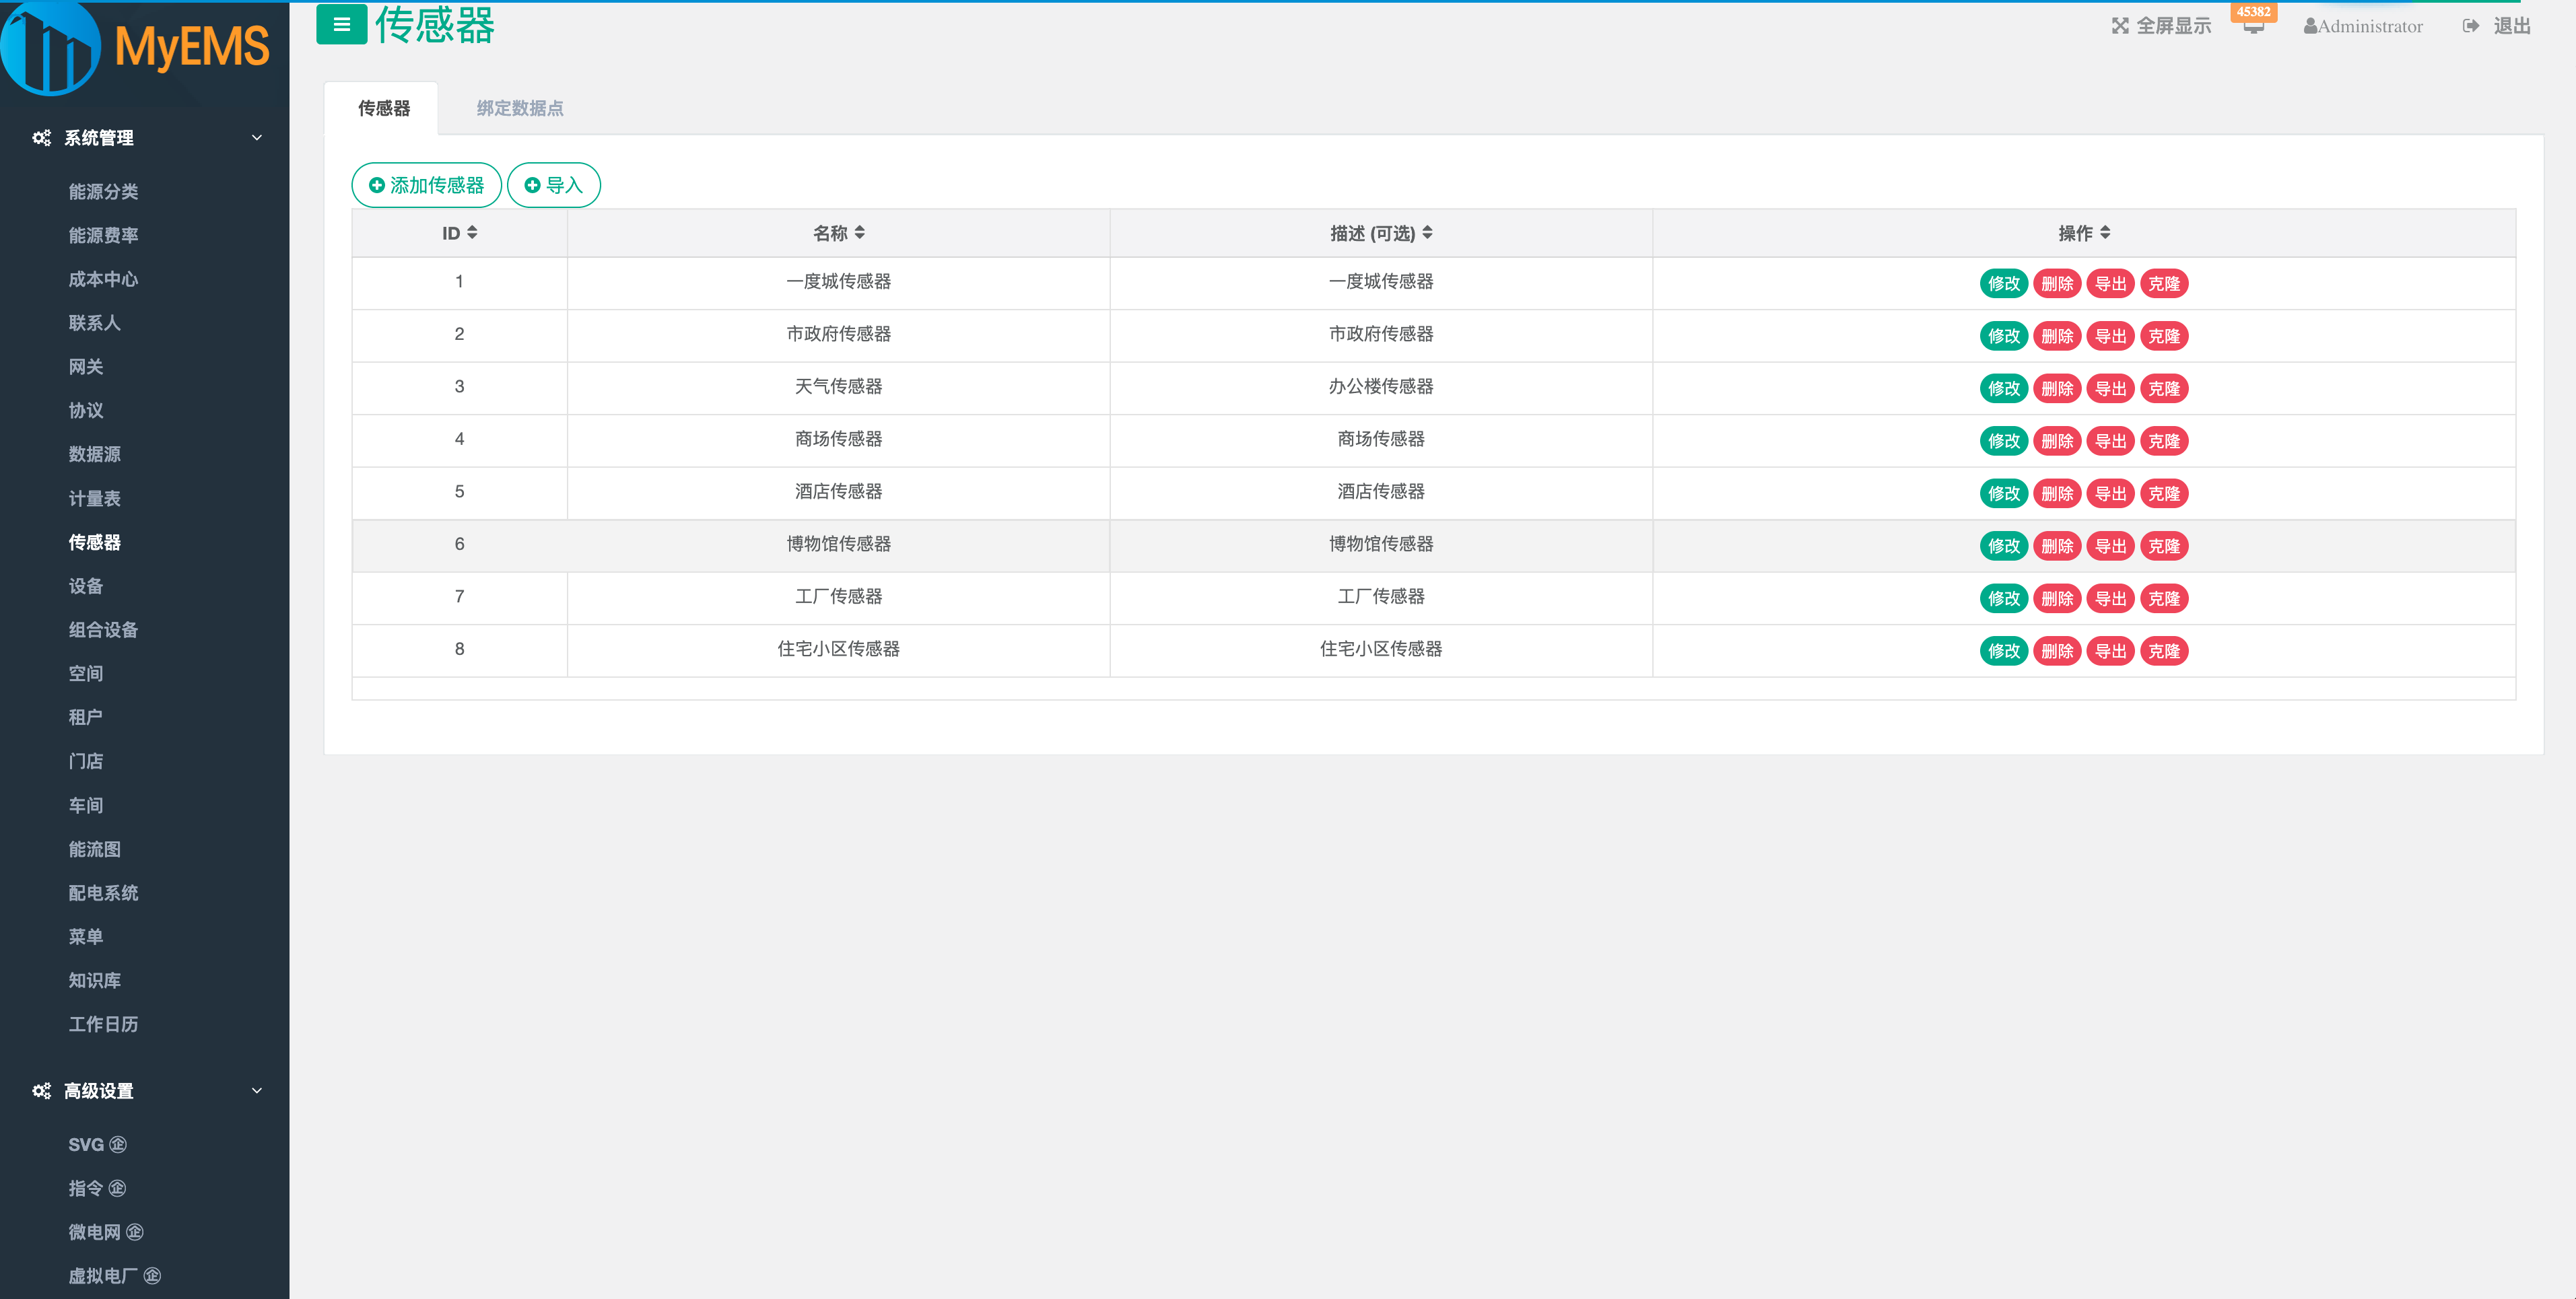 MyEMS
系统管理
能源分类
能源费率
成本中心
联系人
网关
协议
数据源
计量表
传感器
设备
组合设备
空间
租户
门店
车间
能流图
配电系统
菜单
知识库
工作日历
高级设置
SVG ㊭
指令 ㊭
微电网 ㊭
虚拟电厂 ㊭
传感器
全屏显示 45382 Administrator 退出
传感器 绑定数据点
添加传感器 导入
ID 名称 描述 (可选) 操作
1 一度城传感器 一度城传感器 修改 删除 导出 克隆
2 市政府传感器 市政府传感器 修改 删除 导出 克隆
3 天气传感器 办公楼传感器 修改 删除 导出 克隆
4 商场传感器 商场传感器 修改 删除 导出 克隆
5 酒店传感器 酒店传感器 修改 删除 导出 克隆
6 博物馆传感器 博物馆传感器 修改 删除 导出 克隆
7 工厂传感器 工厂传感器 修改 删除 导出 克隆
8 住宅小区传感器 住宅小区传感器 修改 删除 导出 克隆